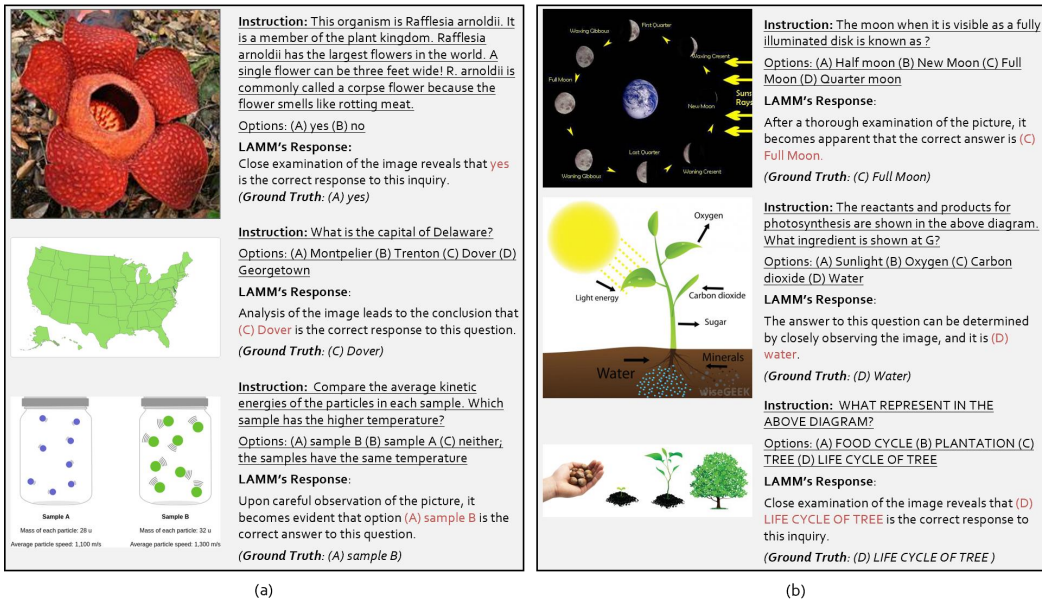 Instruction: This organism is Rafflesia arnoldii. It
is a member of the plant kingdom. Rafflesia
arnoldii has the largest flowers in the world. A
single flower can be three feet wide! R. arnoldii is
commonly called a corpse flower because the
flower smells like rotting meat.
Options: (A) yes (B) no
LAMM's Response:
Close examination of the image reveals that yes
is the correct response to this inquiry.
(Ground Truth: (A) yes)
Instruction: What is the capital of Delaware?
Options: (A) Montpelier (B) Trenton (C) Dover (D)
Georgetown
LAMM's Response:
Analysis of the image leads to the conclusion that
(C) Dover is the correct response to this question.
(Ground Truth: (C) Dover)
Sample A
Mass of each particle: 28 u
Average particle speed: 1,100 m/s
Sample B
Mass of each particle: 32 u
Average particle speed: 1,300 m/s
Instruction: Compare the average kinetic
energies of the particles in each sample. Which
sample has the higher temperature?
Options: (A) sample B (B) sample A (C) neither;
the samples have the same temperature
LAMM's Response:
Upon careful observation of the picture, it
becomes evident that option (A) sample B is the
correct answer to this question.
(Ground Truth: (A) sample B)
(a)
First Quarter
Waxing Gibbous
Waxing Cresent
Full Moon
New Moon
Suns
Rays
Last Quarter
Waning Gibbous
Waning Cresent
Instruction: The moon when it is visible as a fully
illuminated disk is known as ?
Options: (A) Half moon (B) New Moon (C) Full
Moon (D) Quarter moon
LAMM's Response:
After a thorough examination of the picture, it
becomes apparent that the correct answer is (C)
Full Moon.
(Ground Truth: (C) Full Moon)
Oxygen
Light energy
Carbon dioxide
Sugar
Water
Minerals
wiseGEEK
Instruction: The reactants and products for
photosynthesis are shown in the above diagram.
What ingredient is shown at G?
Options: (A) Sunlight (B) Oxygen (C) Carbon
dioxide (D) Water
LAMM's Response:
The answer to this question can be determined
by closely observing the image, and it is (D)
water.
(Ground Truth: (D) Water)
Instruction: WHAT REPRESENT IN THE
ABOVE DIAGRAM?
Options: (A) FOOD CYCLE (B) PLANTATION (C)
TREE (D) LIFE CYCLE OF TREE
LAMM's Response:
Close examination of the image reveals that (D)
LIFE CYCLE OF TREE is the correct response to
this inquiry.
(Ground Truth: (D) LIFE CYCLE OF TREE )
(b)